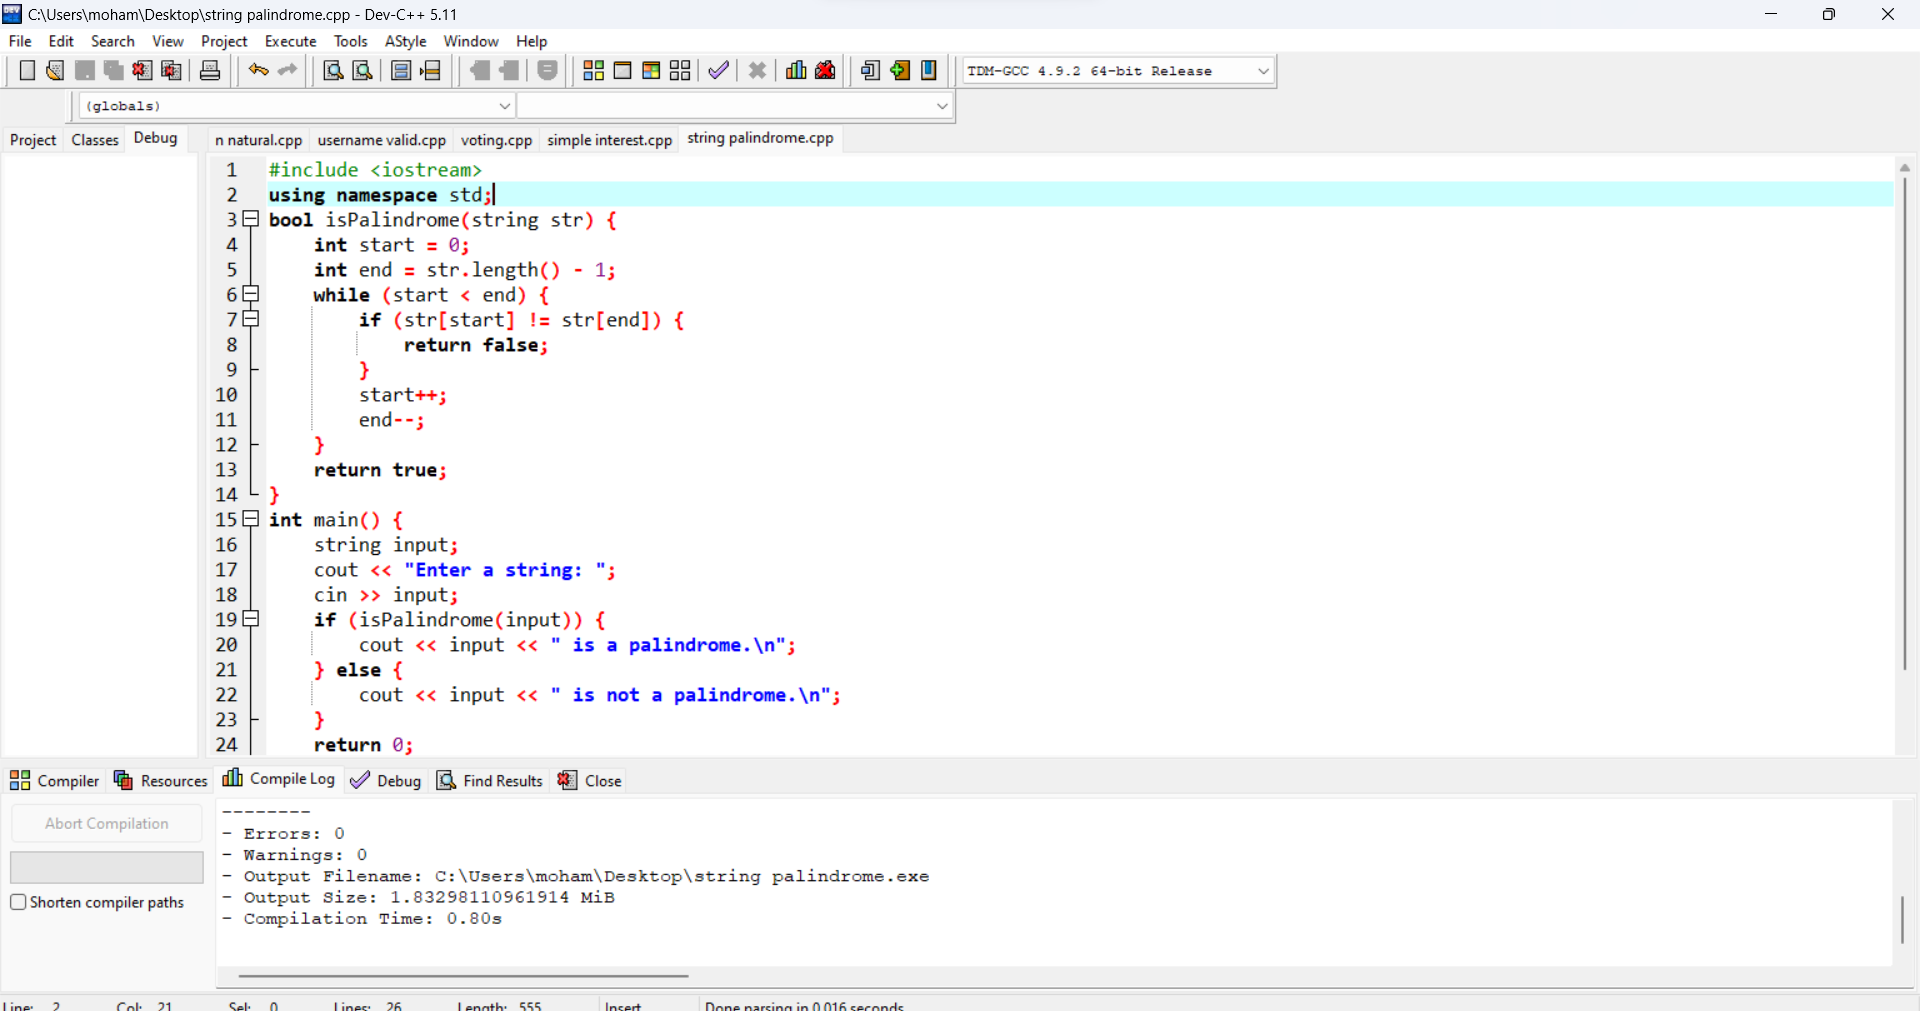 C:\Users\moham\Desktop\string palindrome.cpp - Dev-C++ 5.11
File Edit Search View Project Execute Tools AStyle Window Help
TDM-GCC 4.9.2 64-bit Release
(globals)
Project Classes Debug n natural.cpp username valid.cpp voting.cpp simple interest.cpp string palindrome.cpp
1 #include <iostream>
2 using namespace std;
3 bool isPalindrome(string str) {
4 int start = 0;
5 int end = str.length() - 1;
6 while (start < end) {
7 if (str[start] != str[end]) {
8 return false;
9 }
10 start++;
11 end--;
12 }
13 return true;
14 }
15 int main() {
16 string input;
17 cout << "Enter a string: ";
18 cin >> input;
19 if (isPalindrome(input)) {
20 cout << input << " is a palindrome.\n";
21 } else {
22 cout << input << " is not a palindrome.\n";
23 }
24 return 0;
Compiler Resources Compile Log Debug Find Results Close
Abort Compilation
Shorten compiler paths
--------
- Errors: 0
- Warnings: 0
- Output Filename: C:\Users\moham\Desktop\string palindrome.exe
- Output Size: 1.83298110961914 MiB
- Compilation Time: 0.80s
Line: 2 Col: 21 Sel: 0 Lines: 26 Length: 555 Insert Done parsing in 0.016 seconds